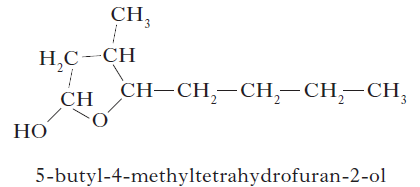 CH₃
H₂C—CH
CH CH—CH₂—CH₂—CH₂—CH₃
HO O
5-butyl-4-methyltetrahydrofuran-2-ol